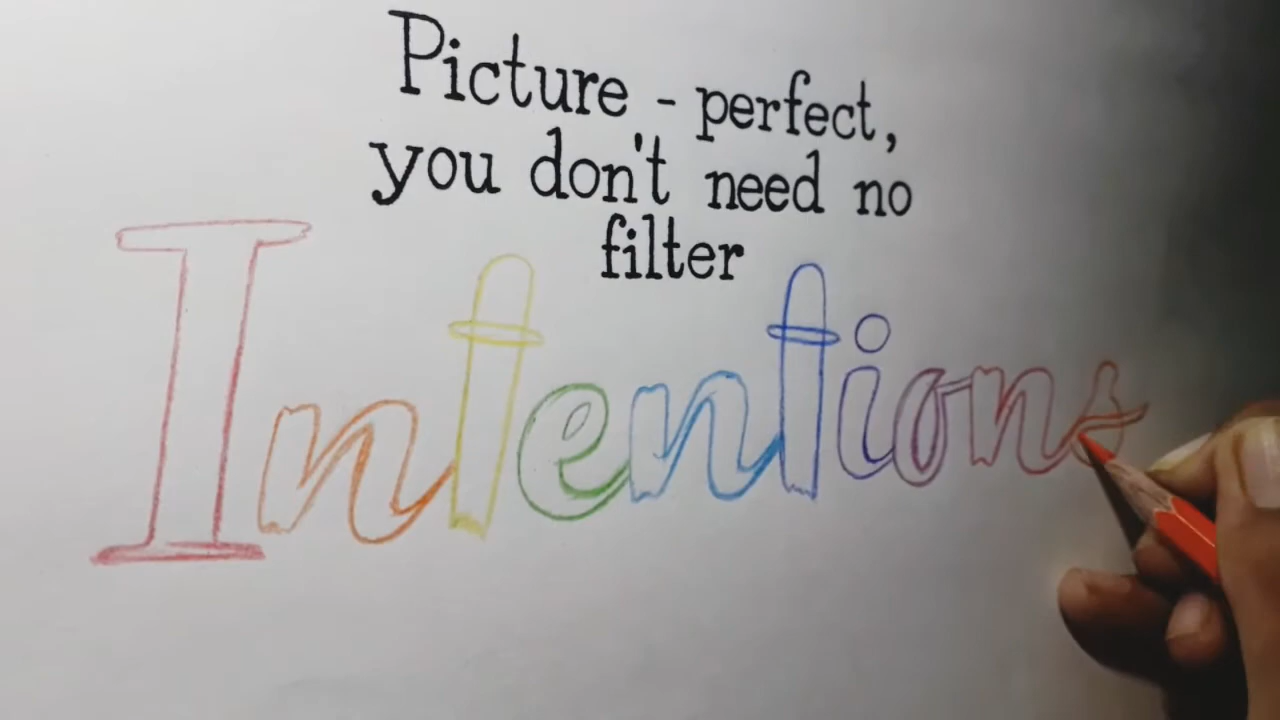 Picture - perfect,
you don't need no
filter
Intentions